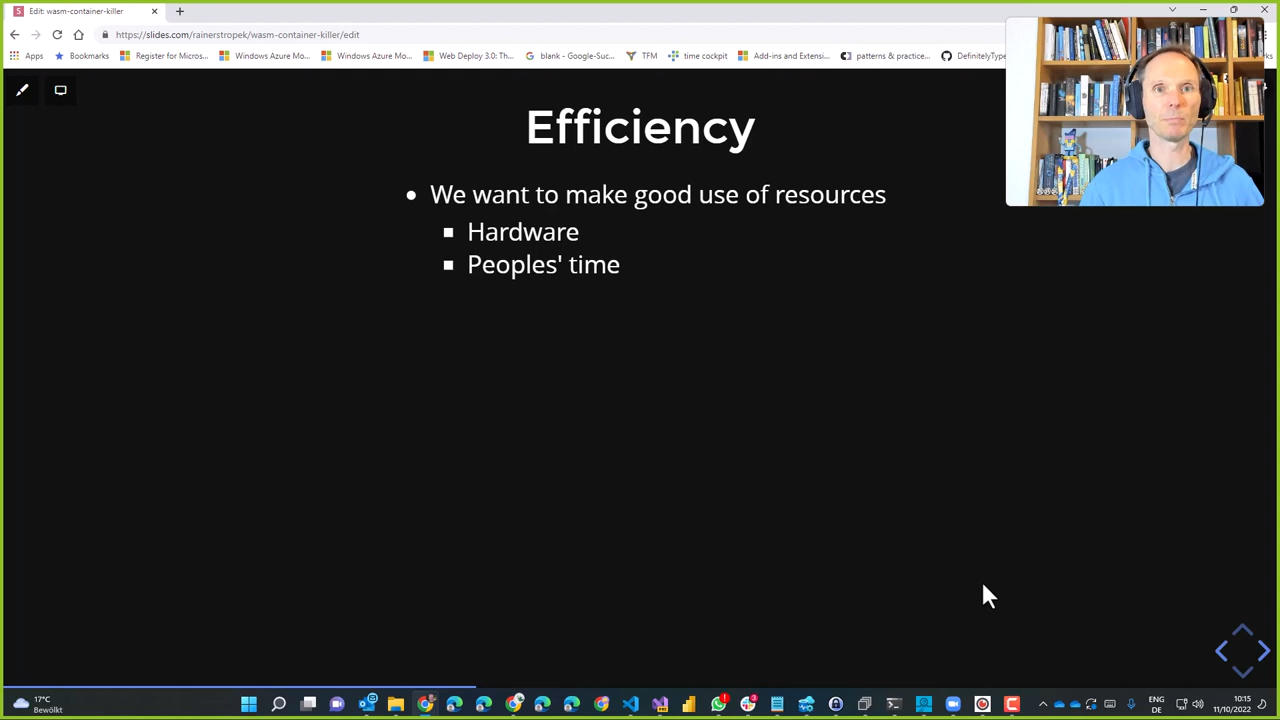 Edit: wasm-container-killer
https://slides.com/rainerstropek/wasm-container-killer/edit
Apps
Bookmarks
Register for Micros...
Windows Azure Mo...
Windows Azure Mo...
Web Deploy 3.0: Th...
blank - Google-Suc...
TFM
time cockpit
Add-ins and Extensi...
patterns & practice...
DefinitelyType
Efficiency
We want to make good use of resources
Hardware
Peoples' time
17°C
Bewölkt
ENG
DE
10:15
11/10/2022